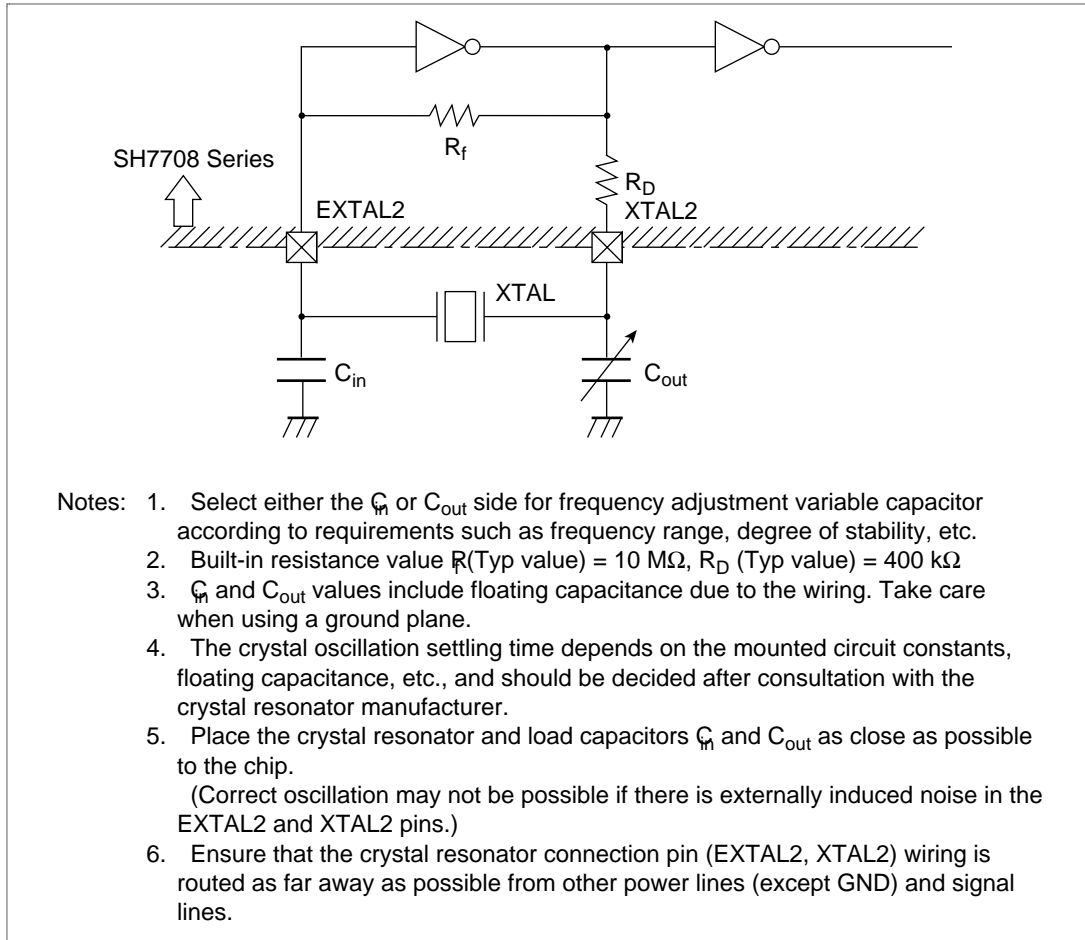 R_f
SH7708 Series
R_D
EXTAL2
XTAL2
XTAL
C_in
C_out
Notes: 1. Select either the C_in or C_out side for frequency adjustment variable capacitor
according to requirements such as frequency range, degree of stability, etc.
2. Built-in resistance value R_f (Typ value) = 10 MΩ, R_D (Typ value) = 400 kΩ
3. C_in and C_out values include floating capacitance due to the wiring. Take care
when using a ground plane.
4. The crystal oscillation settling time depends on the mounted circuit constants,
floating capacitance, etc., and should be decided after consultation with the
crystal resonator manufacturer.
5. Place the crystal resonator and load capacitors C_in and C_out as close as possible
to the chip.
(Correct oscillation may not be possible if there is externally induced noise in the
EXTAL2 and XTAL2 pins.)
6. Ensure that the crystal resonator connection pin (EXTAL2, XTAL2) wiring is
routed as far away as possible from other power lines (except GND) and signal
lines.